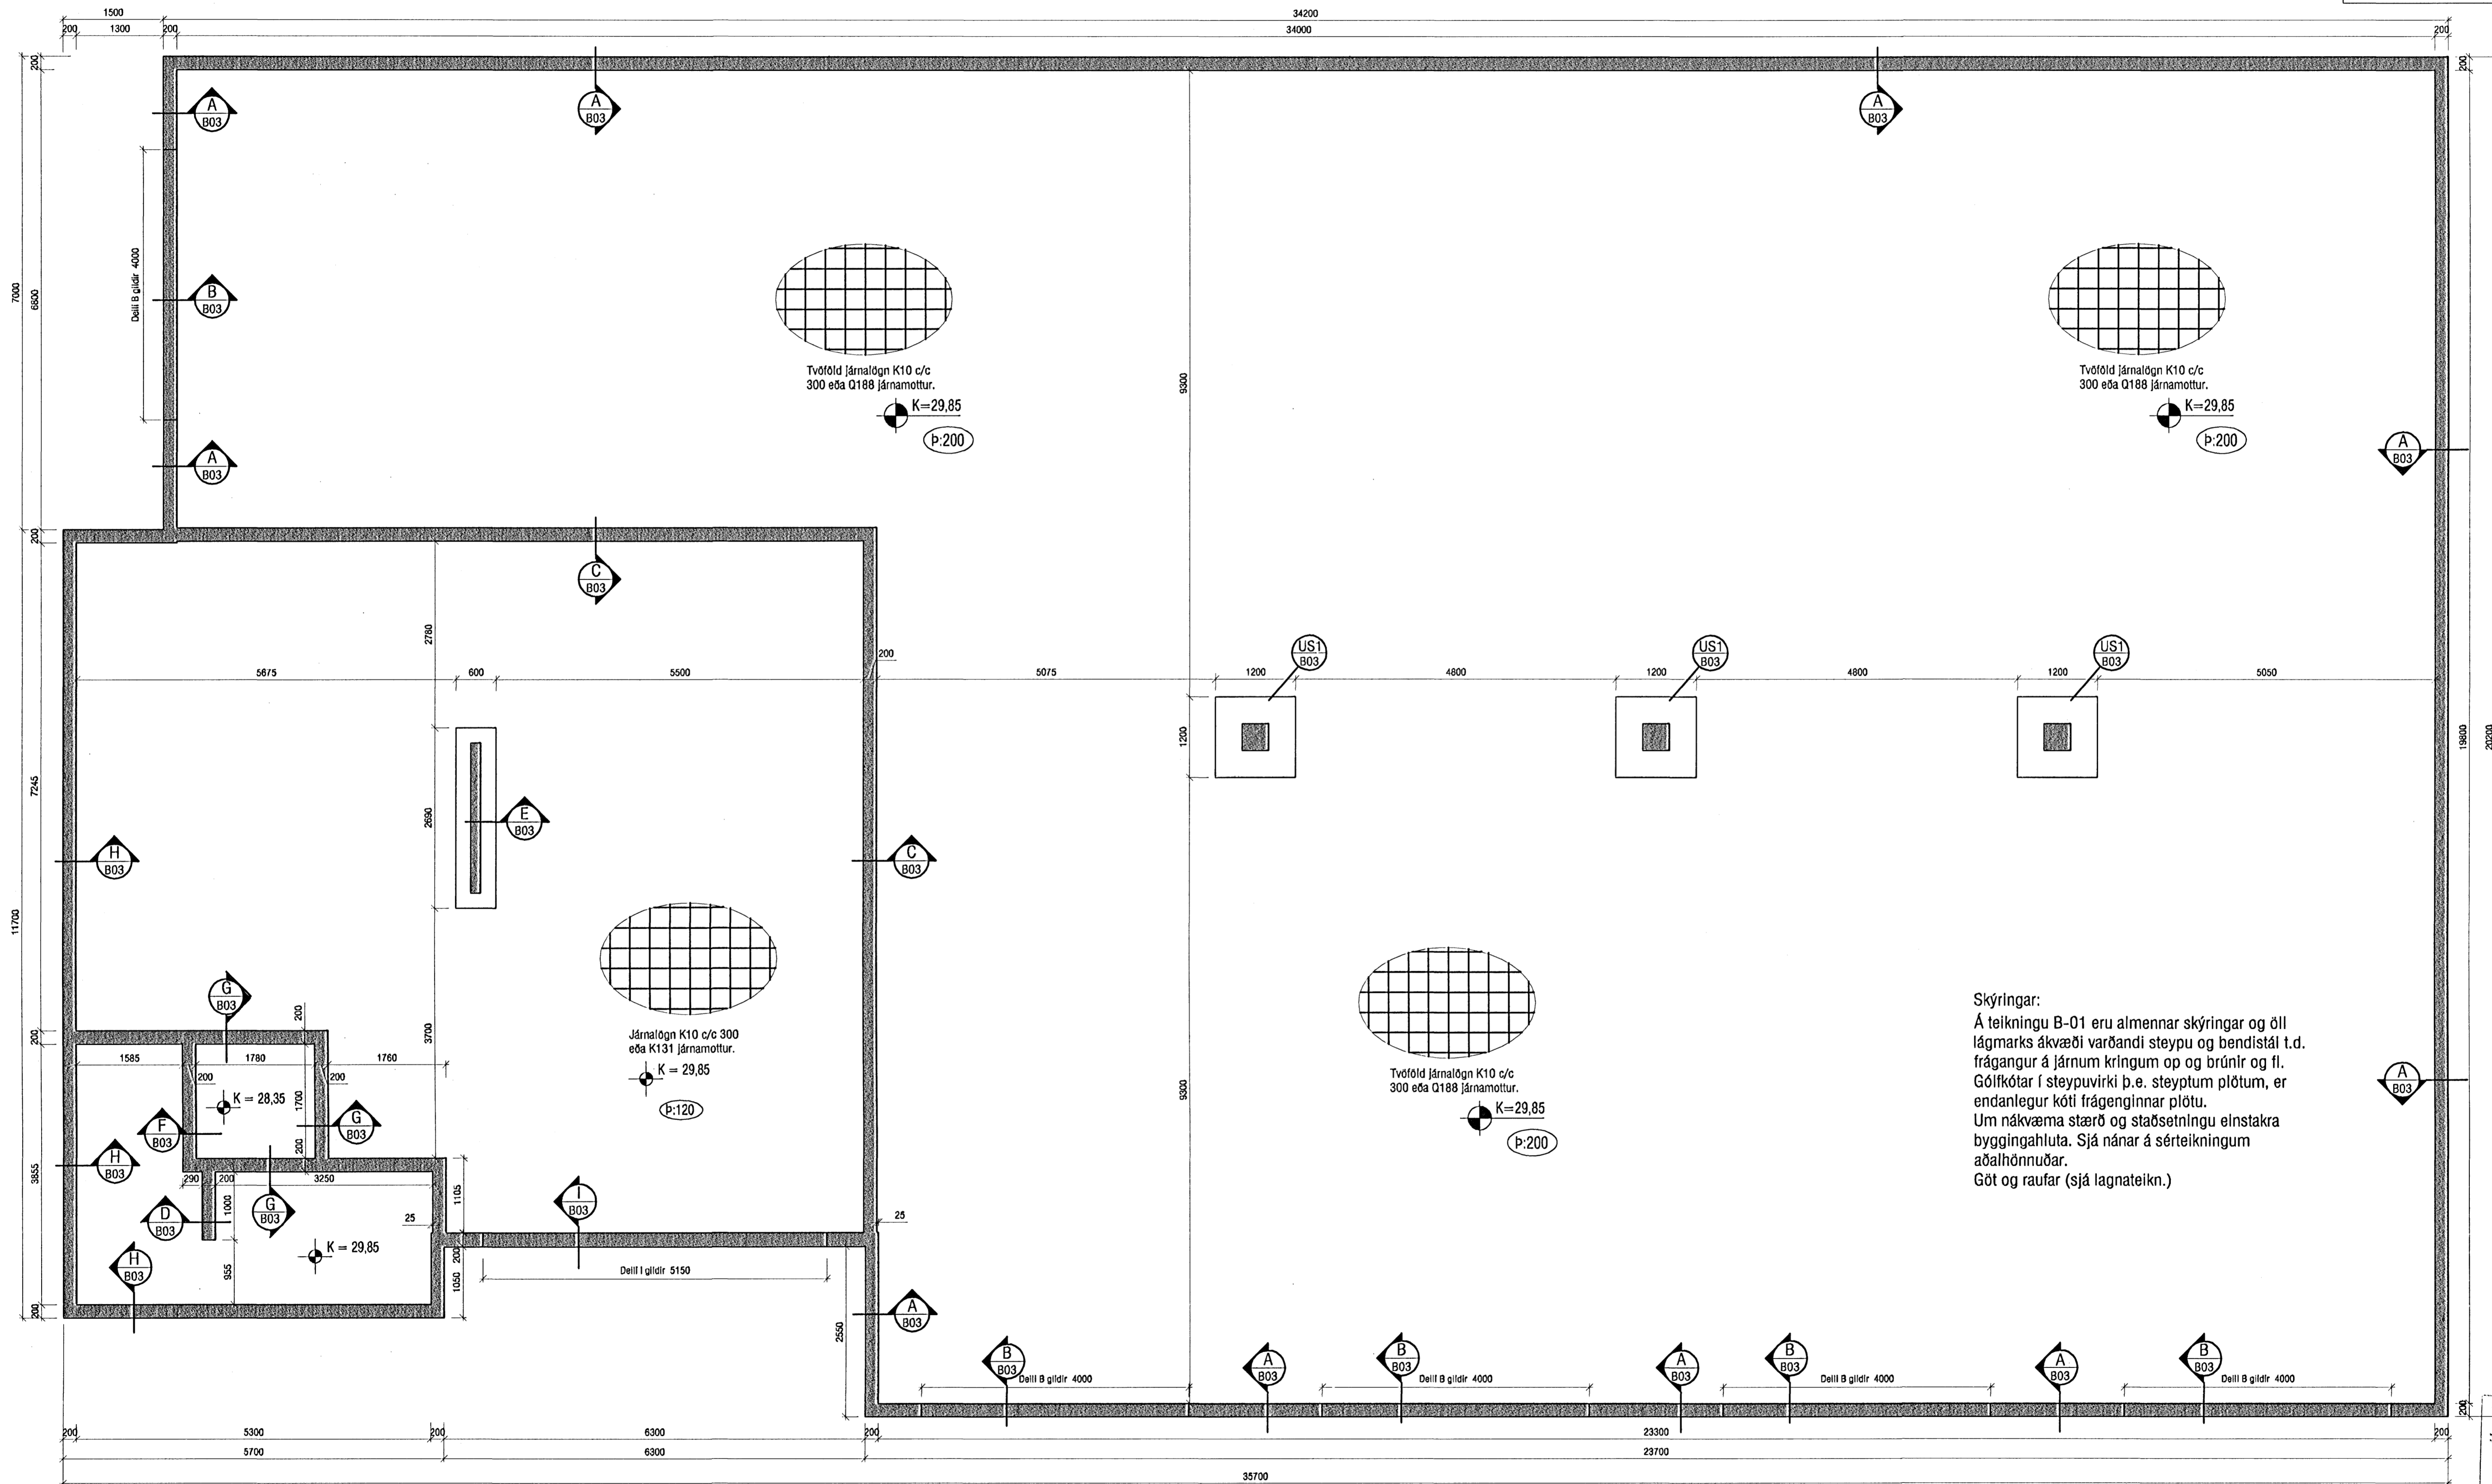 1500
34200
200
1300
200
34000
200
200
200
A
B03
A
B03
A
B03
Deili B gildir 4000
7000
6800
B
B03
9300
Tvöföld járnalögn K10 c/c
300 eða Q188 járnamottur.
K=29,85
Þ:200
Tvöföld járnalögn K10 c/c
300 eða Q188 járnamottur.
K=29,85
Þ:200
A
B03
A
B03
200
C
B03
2780
200
5675
600
5500
5075
1200
4800
1200
4800
1200
5050
US1
B03
US1
B03
US1
B03
1200
19800
20200
7245
2690
E
B03
H
B03
C
B03
11700
G
B03
200
200
3700
Járnalögn K10 c/c 300
eða K131 járnamottur.
K = 29,85
Þ:120
1585
1780
1760
200
200
K = 28,35
1700
F
B03
G
B03
H
B03
200
3855
290
200
3250
1000
G
B03
D
B03
25
1105
I
B03
25
H
B03
K = 29,85
955
200
1050
200
Deili I gildir 5150
9300
Tvöföld járnalögn K10 c/c
300 eða Q188 járnamottur.
K=29,85
Þ:200
Skýringar:
Á teikningu B-01 eru almennar skýringar og öll
lágmarks ákvæði varðandi steypu og bendistál t.d.
frágangur á járnum kringum op og brúnir og fl.
Gólfkótar í steypuvirki þ.e. steyptum plötum, er
endanlegur kóti frágenginnar plötu.
Um nákvæma stærð og staðsetningu einstakra
byggingahluta. Sjá nánar á sérteikningum
aðalhönnuðar.
Göt og raufar (sjá lagnateikn.)
A
B03
A
B03
2550
B
B03
Deili B gildir 4000
A
B03
B
B03
Deili B gildir 4000
A
B03
B
B03
Deili B gildir 4000
A
B03
B
B03
Deili B gildir 4000
200
200
5300
200
6300
200
23300
200
5700
6300
23700
35700